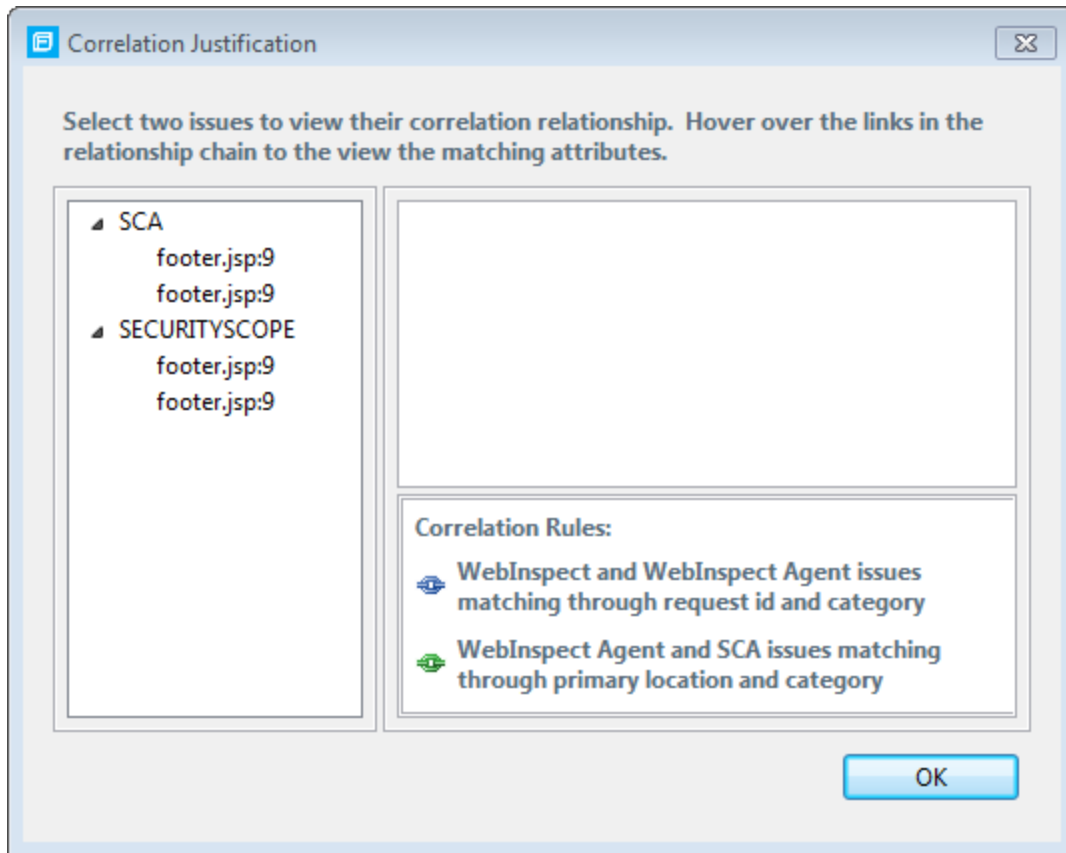 Correlation Justification
Select two issues to view their correlation relationship.  Hover over the links in the
relationship chain to the view the matching attributes.
SCA
footer.jsp:9
footer.jsp:9
SECURITYSCOPE
footer.jsp:9
footer.jsp:9
Correlation Rules:
WebInspect and WebInspect Agent issues
matching through request id and category
WebInspect Agent and SCA issues matching
through primary location and category
OK